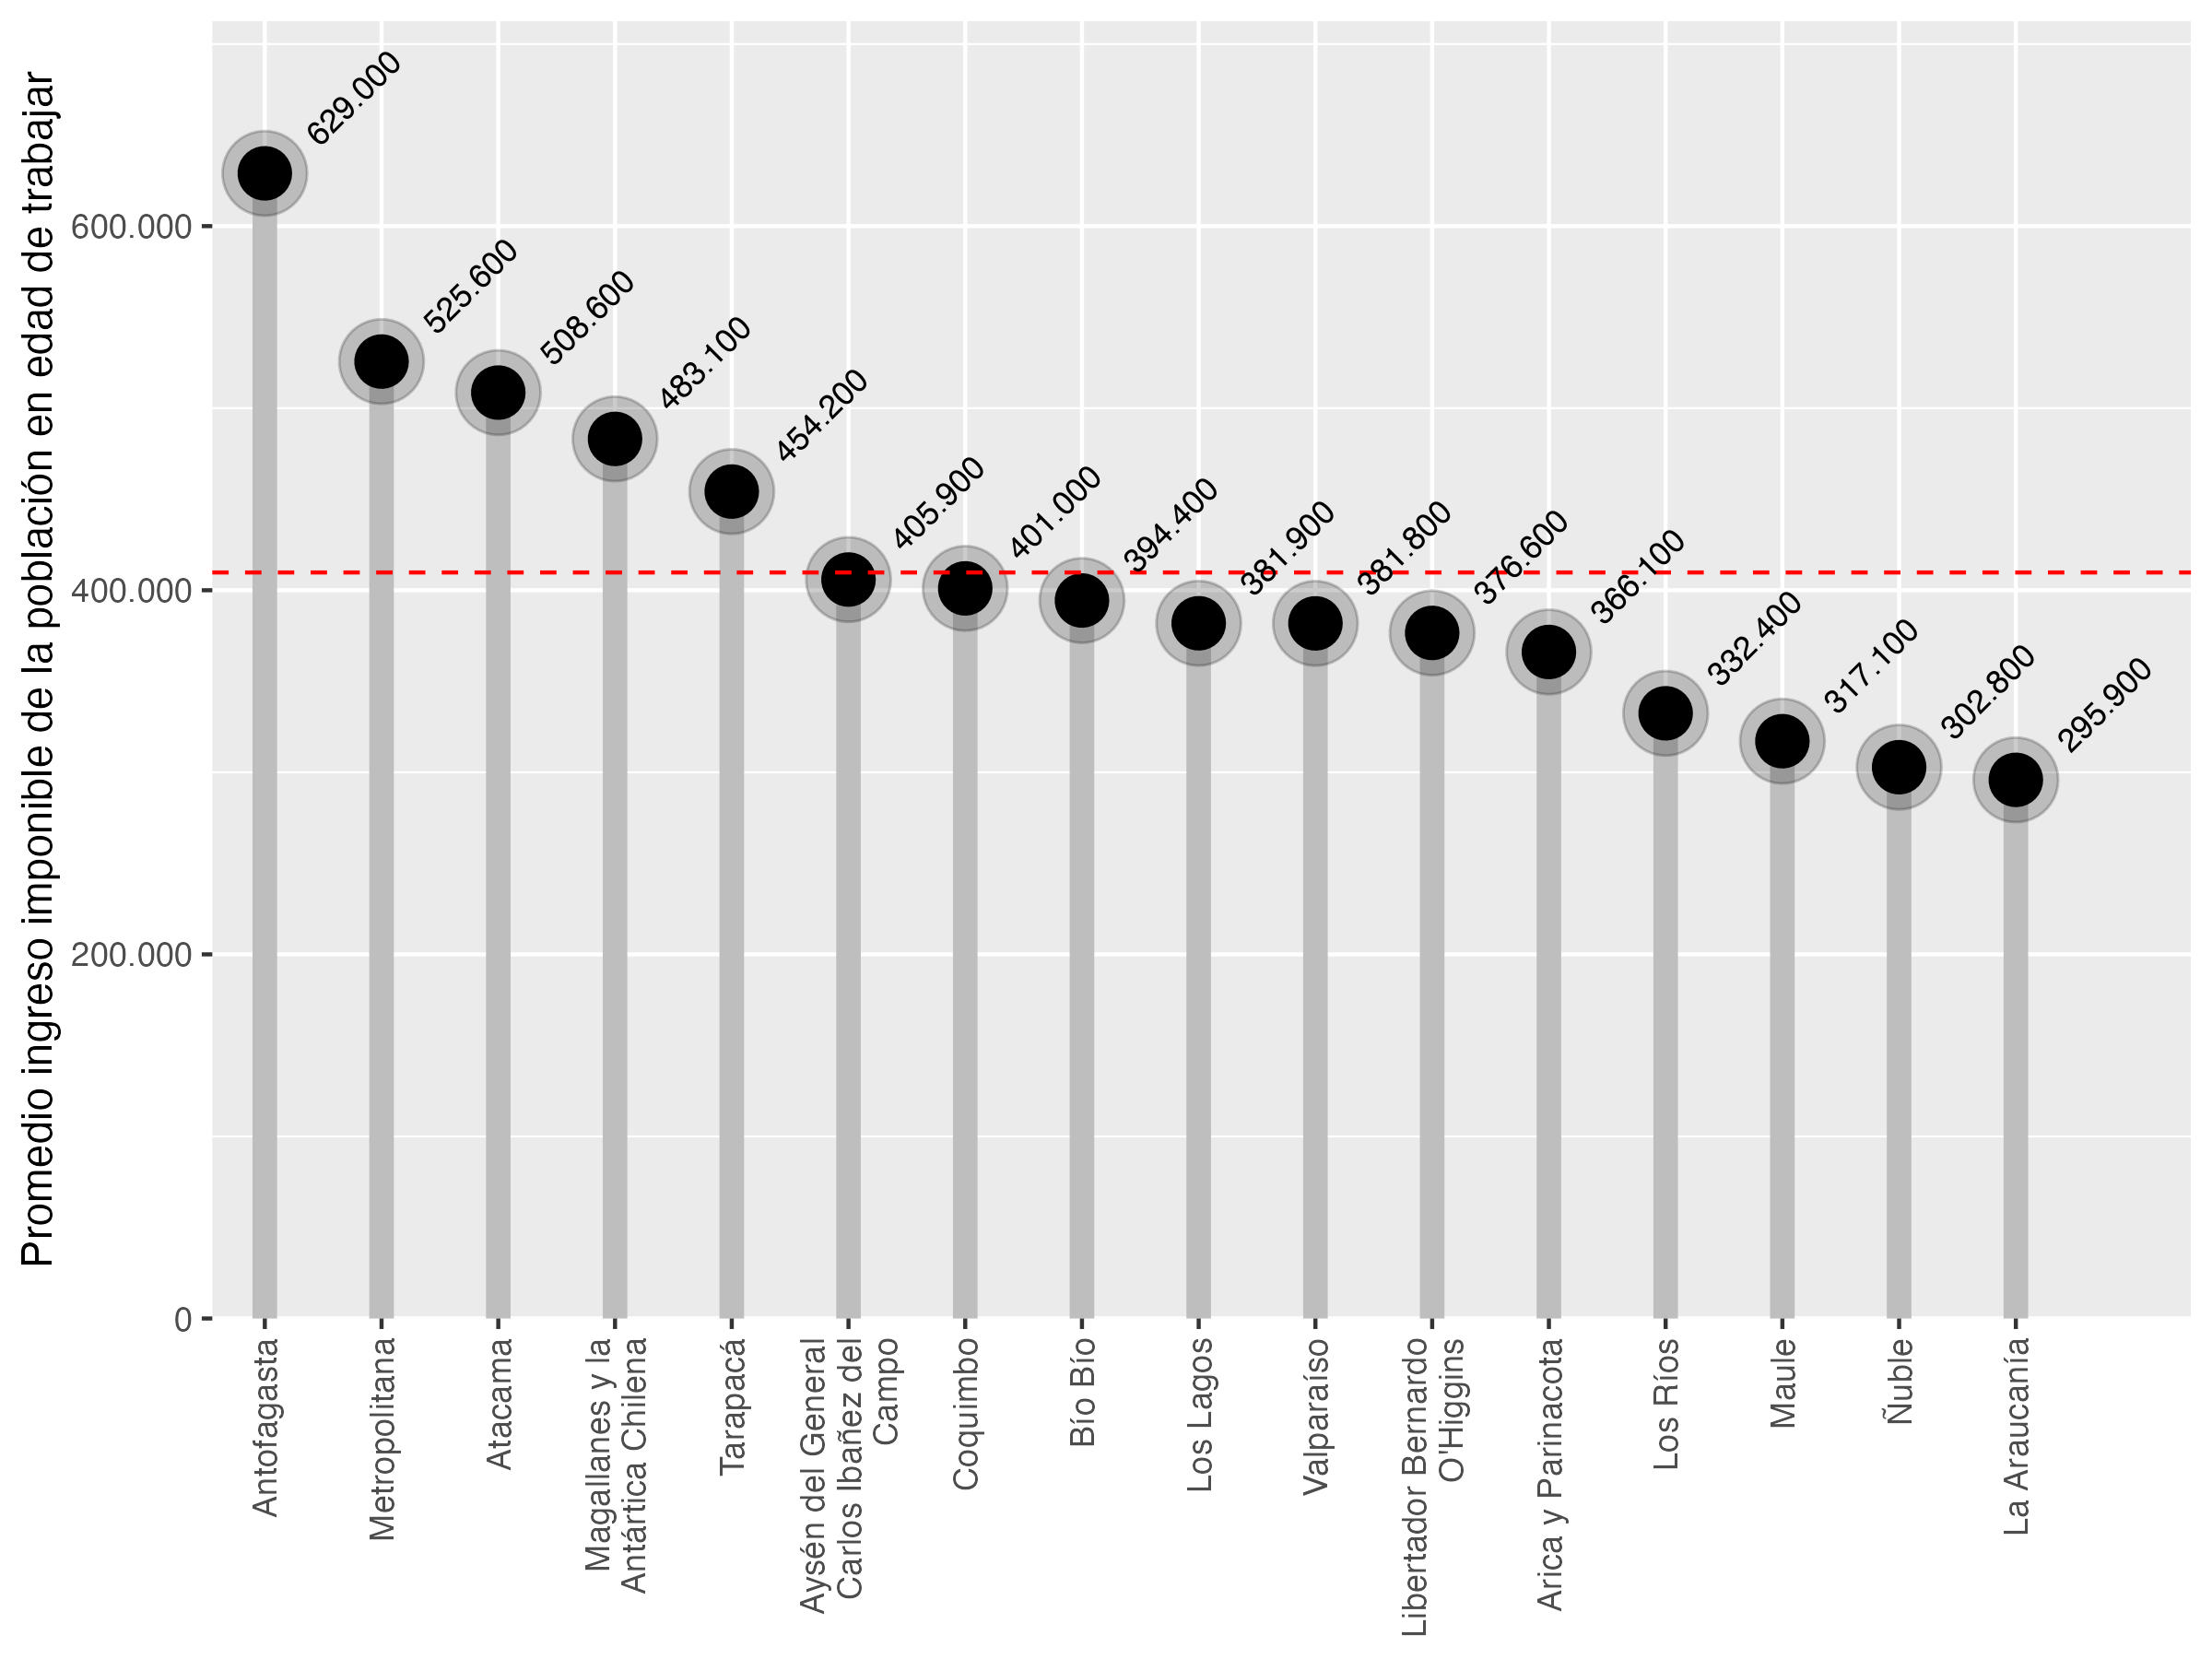 Promedio ingreso imponible de la población en edad de trabajar
600.000
400.000
200.000
0
629.000
525.600
508.600
483.100
454.200
405.900
401.000
394.400
381.900
381.800
376.600
366.100
332.400
317.100
302.800
295.900
Antofagasta
Metropolitana
Atacama
Magallanes y la
Antártica Chilena
Tarapacá
Aysén del General
Carlos Ibañez del
Campo
Coquimbo
Bío Bío
Los Lagos
Valparaíso
Libertador Bernardo
O'Higgins
Arica y Parinacota
Los Ríos
Maule
Ñuble
La Araucanía